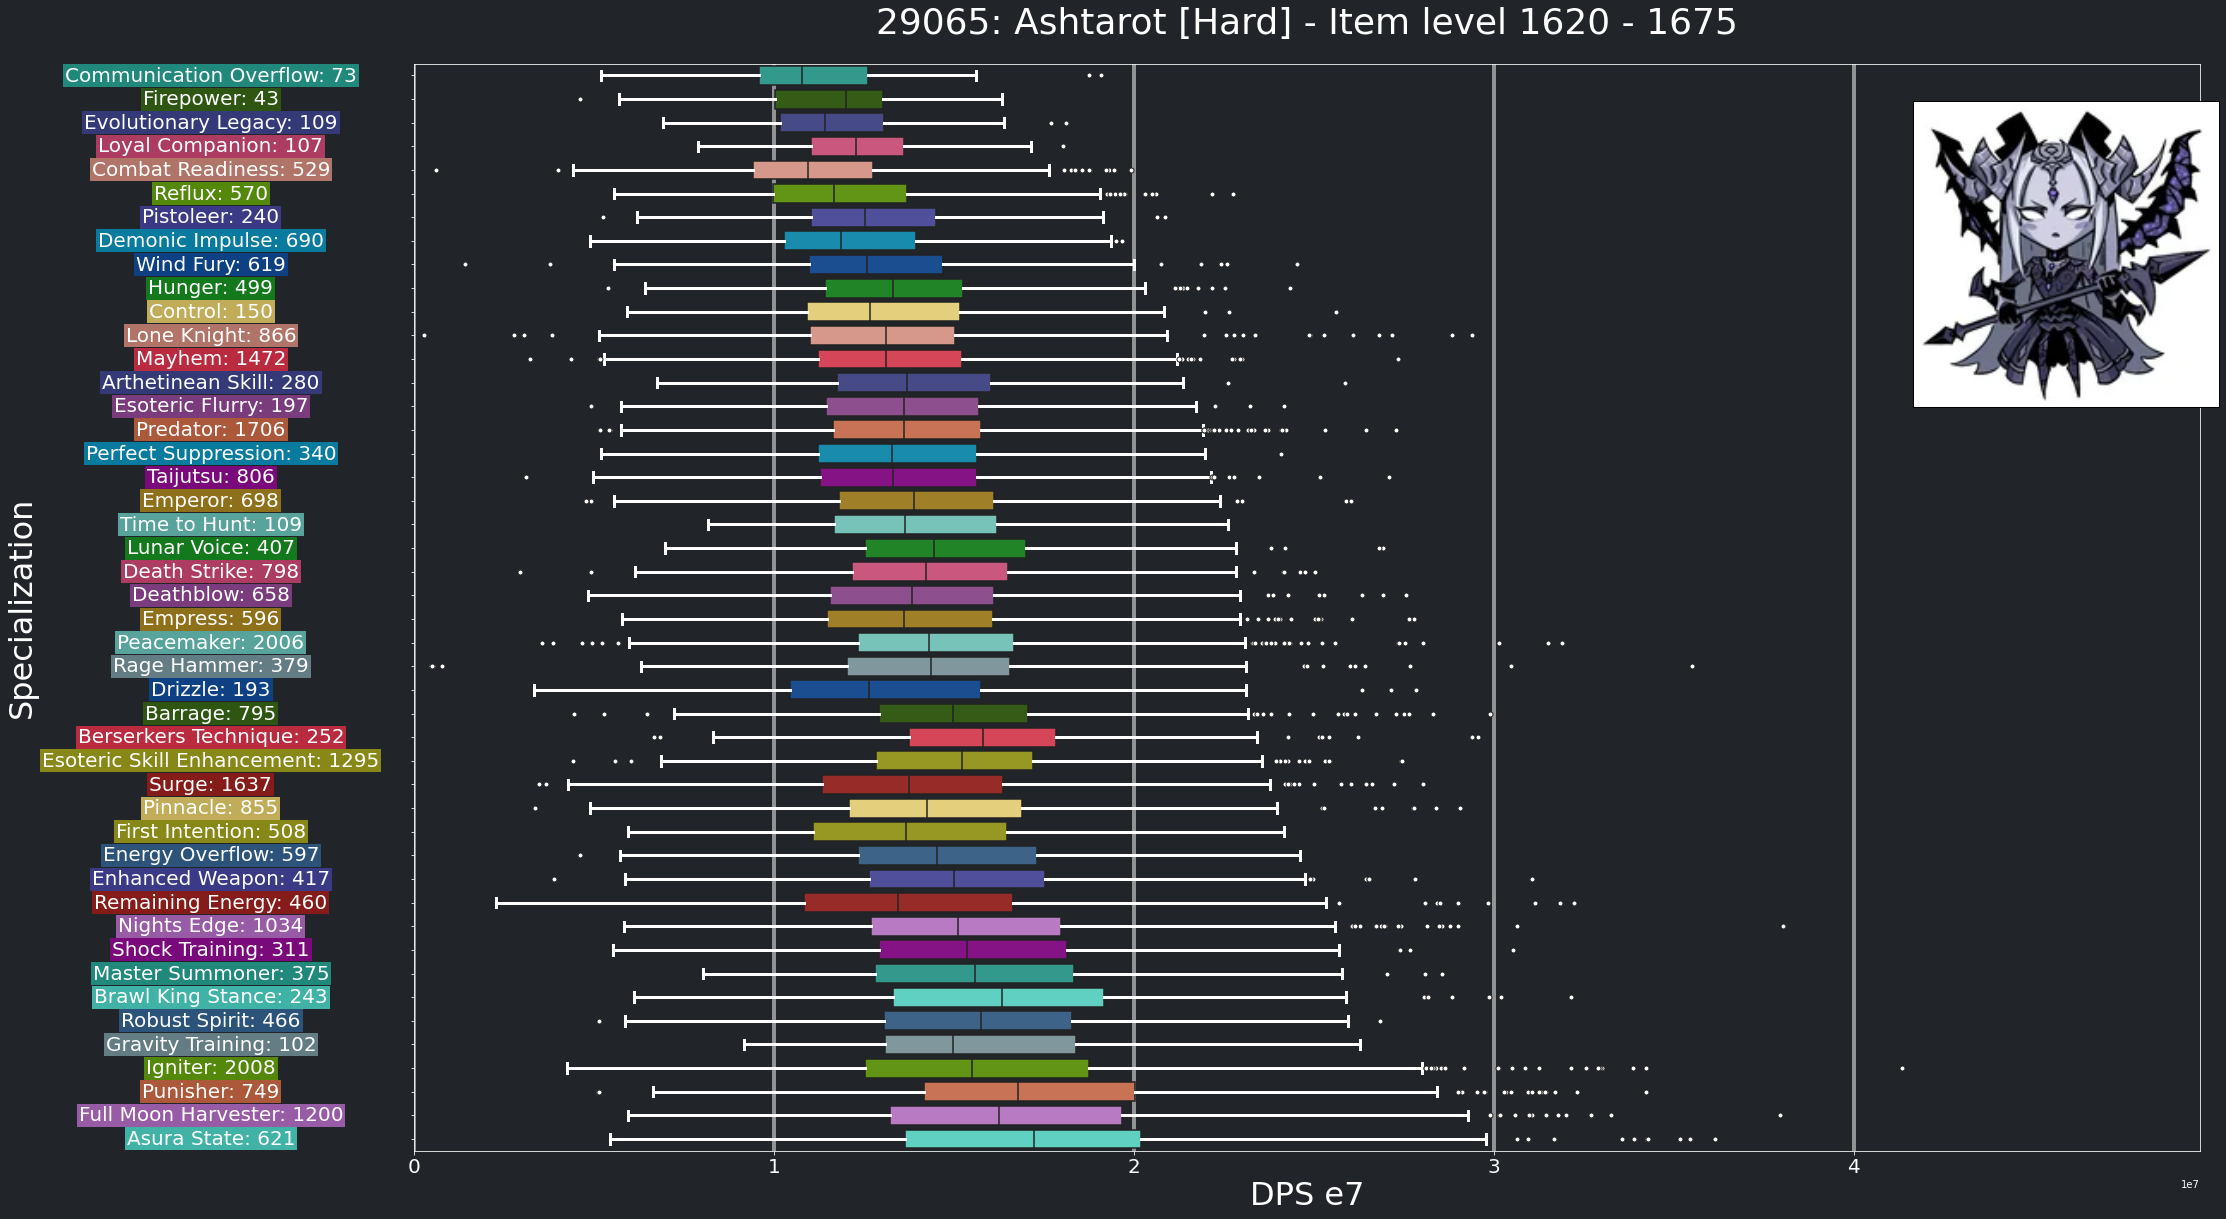 29065: Ashtarot [Hard] - Item level 1620 - 1675
Specialization
Communication Overflow: 73
Firepower: 43
Evolutionary Legacy: 109
Loyal Companion: 107
Combat Readiness: 529
Reflux: 570
Pistoleer: 240
Demonic Impulse: 690
Wind Fury: 619
Hunger: 499
Control: 150
Lone Knight: 866
Mayhem: 1472
Arthetinean Skill: 280
Esoteric Flurry: 197
Predator: 1706
Perfect Suppression: 340
Taijutsu: 806
Emperor: 698
Time to Hunt: 109
Lunar Voice: 407
Death Strike: 798
Deathblow: 658
Empress: 596
Peacemaker: 2006
Rage Hammer: 379
Drizzle: 193
Barrage: 795
Berserkers Technique: 252
Esoteric Skill Enhancement: 1295
Surge: 1637
Pinnacle: 855
First Intention: 508
Energy Overflow: 597
Enhanced Weapon: 417
Remaining Energy: 460
Nights Edge: 1034
Shock Training: 311
Master Summoner: 375
Brawl King Stance: 243
Robust Spirit: 466
Gravity Training: 102
Igniter: 2008
Punisher: 749
Full Moon Harvester: 1200
Asura State: 621
0 1 2 3 4
DPS e7
1e7